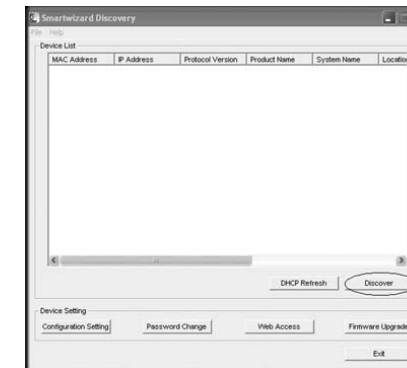 Smartwizard Discovery
File Help
Device List
MAC Address IP Address Protocol Version Product Name System Name Location
DHCP Refresh Discover
Device Setting
Configuration Setting Password Change Web Access Firmware Upgrade
Exit